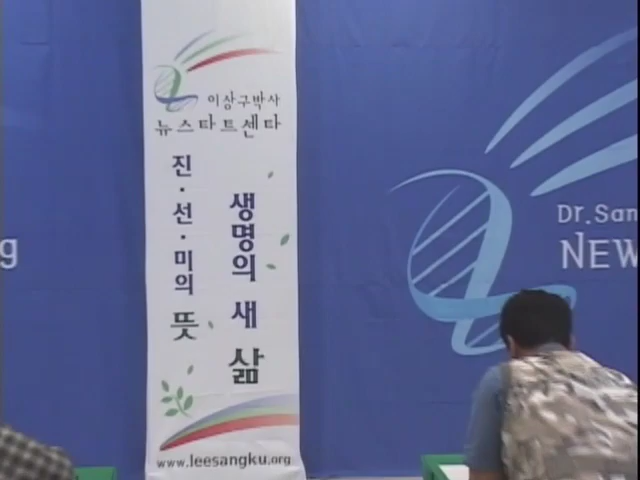 이상구박사
뉴스타트센타
진·선·미의 뜻
생명의 새 삶
www.leesangku.org
g
Dr.San
NEW